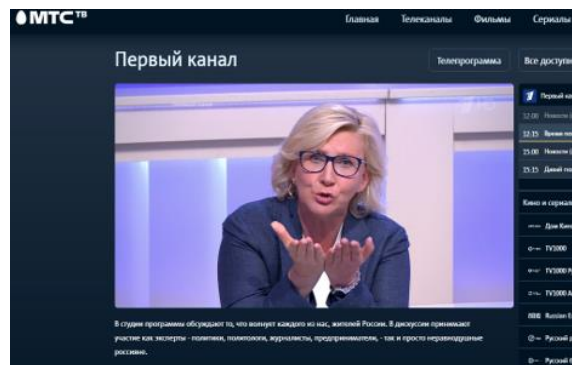 МТС ТВ
Главная Телеканалы Фильмы Сериалы
Первый канал
Телепрограмма
Все доступн
Первый ка
12:00 Новости (
12:15 Время по
15:00 Новости (
15:15 Давай по
Кино и сериал
Дом Кин
TV1000
TV1000 Р
TV1000 A
Russian E
Русский р
Русский б
В студии программы обсуждают то, что волнует каждого из нас, жителей России. В дискуссии принимают
участие как эксперты - политики, политологи, журналисты, предприниматели, - так и просто неравнодушные
россияне.